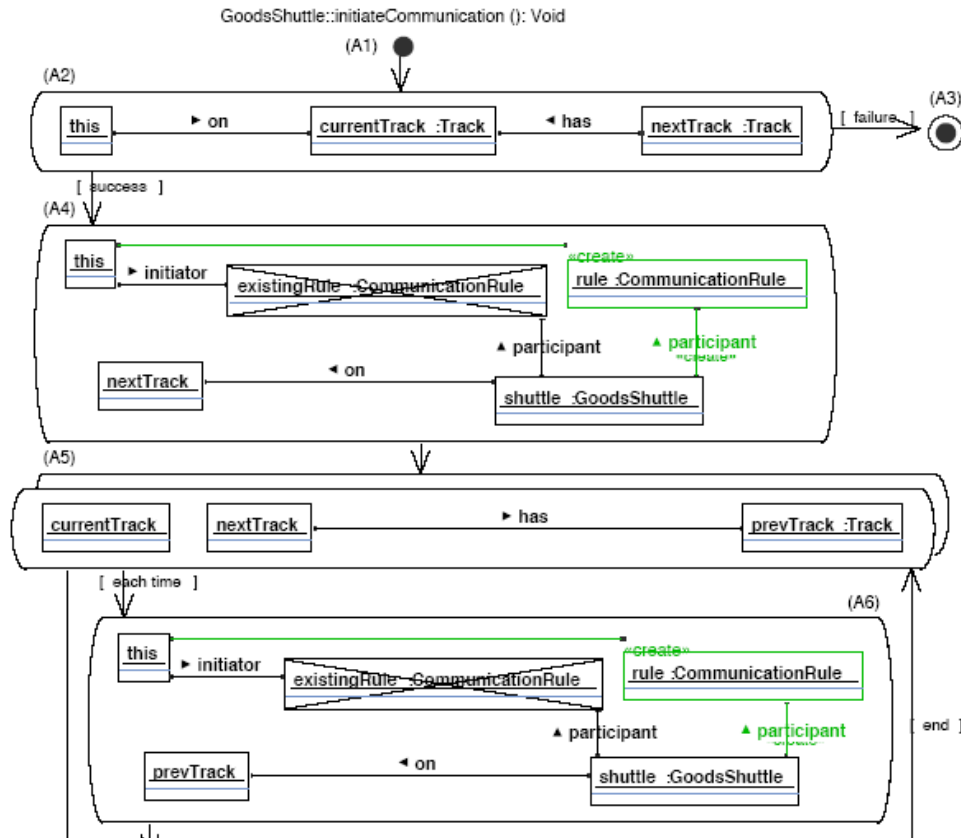 GoodsShuttle::initiateCommunication (): Void
(A1)
(A2)
(A3)
this
► on
currentTrack :Track
◄ has
nextTrack :Track
[ failure ]
[ success ]
(A4)
this
► initiator
existingRule :CommunicationRule
«create»
rule :CommunicationRule
▲ participant
▲ participant
"create"
nextTrack
◄ on
shuttle :GoodsShuttle
(A5)
currentTrack
nextTrack
► has
prevTrack :Track
[ each time ]
(A6)
this
► initiator
existingRule :CommunicationRule
«create»
rule :CommunicationRule
▲ participant
▲ participant
"create"
[ end ]
prevTrack
◄ on
shuttle :GoodsShuttle